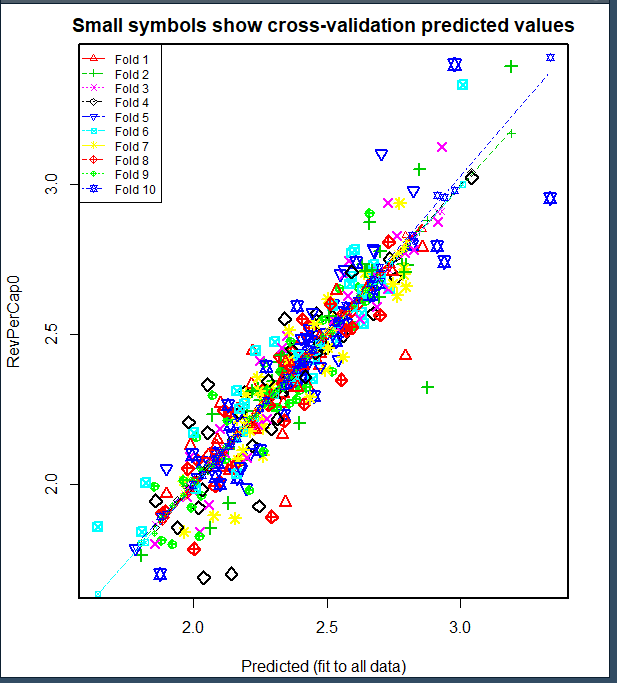 Small symbols show cross-validation predicted values
Fold 1
Fold 2
Fold 3
Fold 4
Fold 5
Fold 6
Fold 7
Fold 8
Fold 9
Fold 10
RevPerCap0
3.0
2.5
2.0
2.0 2.5 3.0
Predicted (fit to all data)